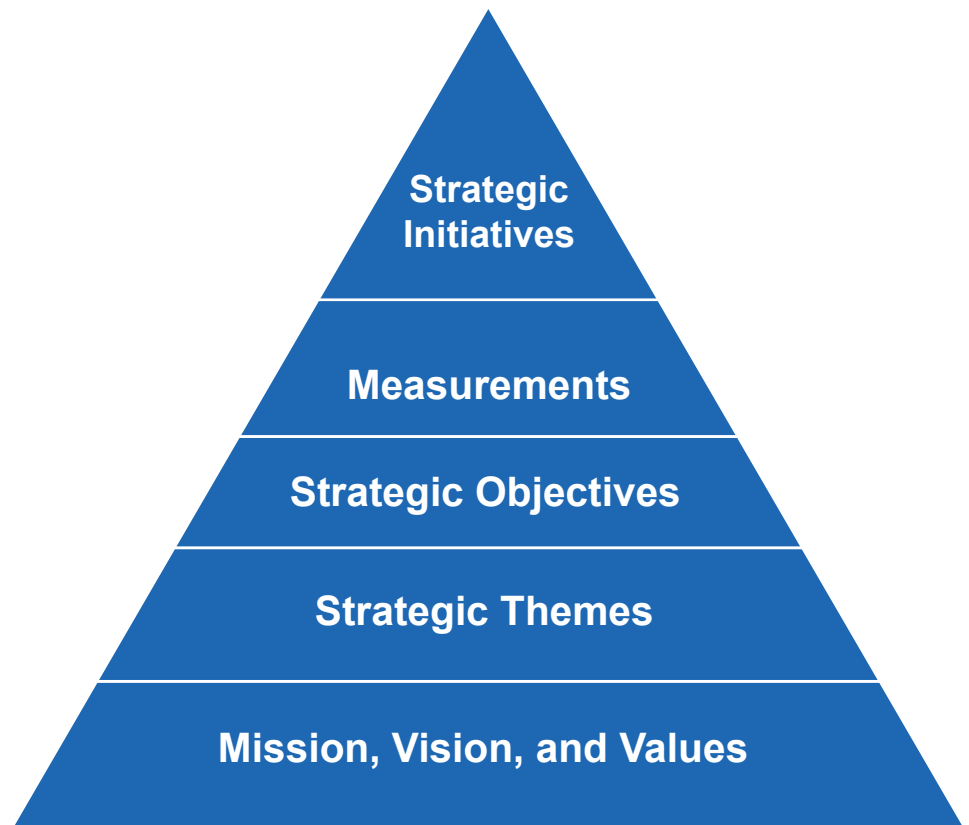 Strategic
Initiatives
Measurements
Strategic Objectives
Strategic Themes
Mission, Vision, and Values